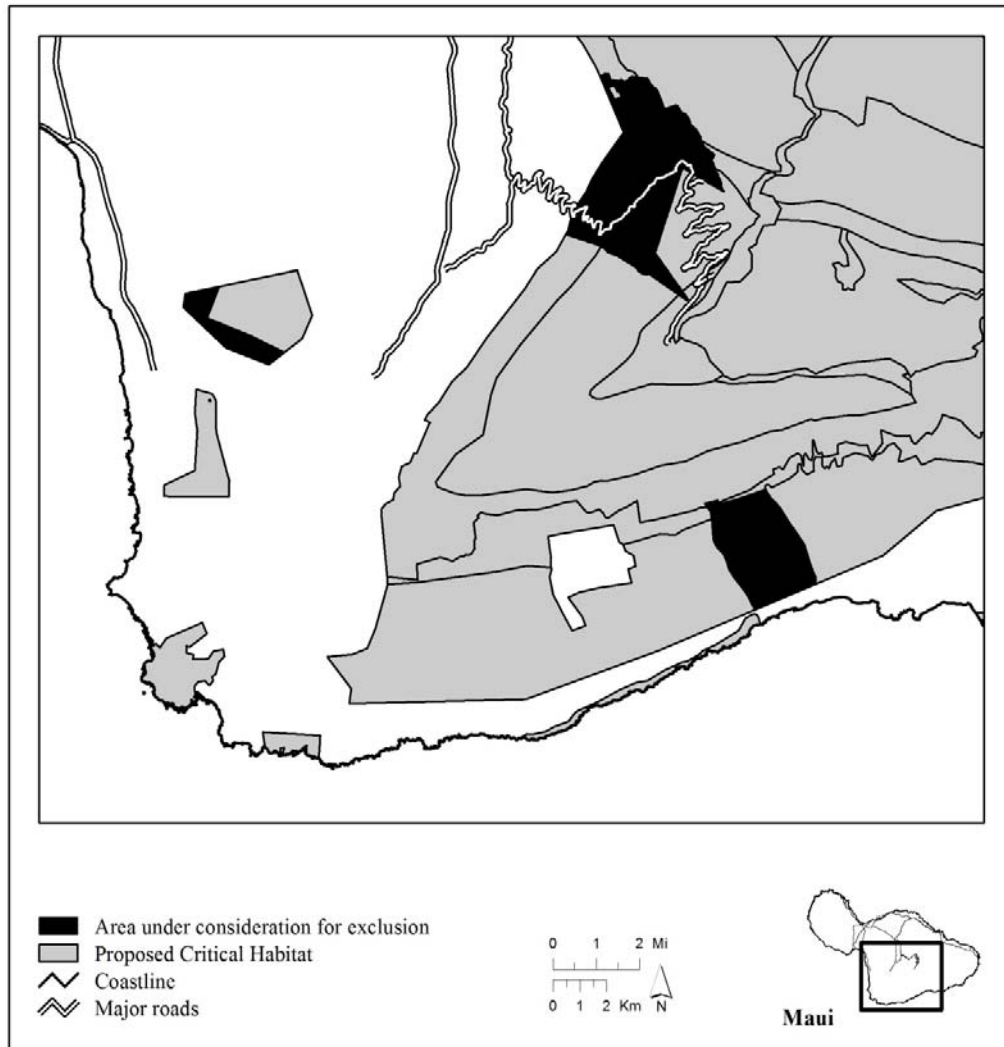 Area under consideration for exclusion
Proposed Critical Habitat
Coastline
Major roads
0 1 2 Mi
0 1 2 Km
N
Maui